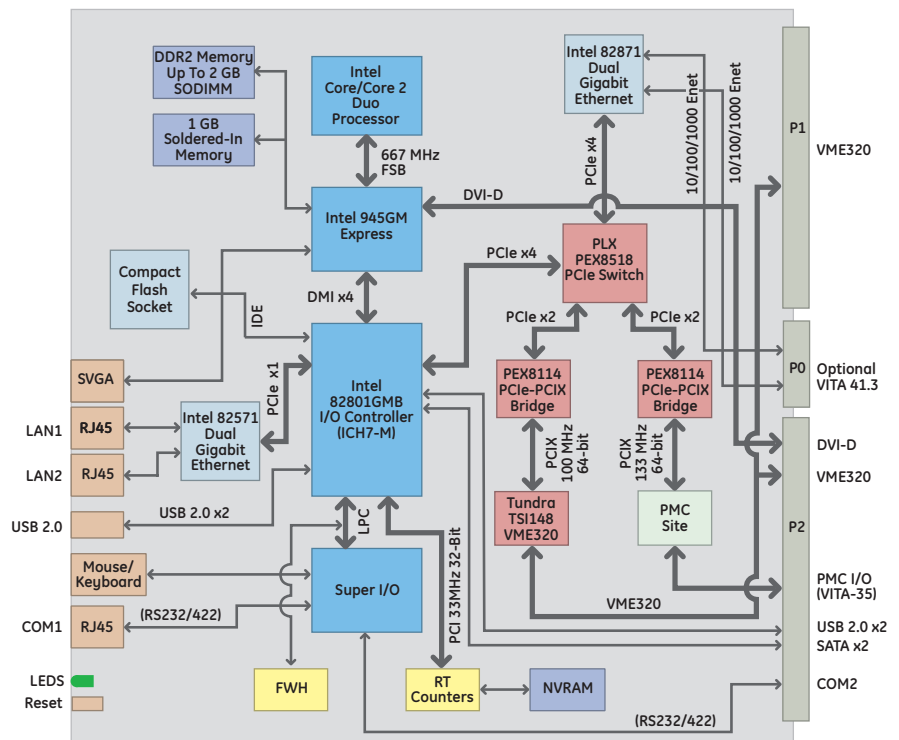 DDR2 Memory
Up To 2 GB
SODIMM
1 GB
Soldered-In
Memory
Intel
Core/Core 2
Duo
Processor
667 MHz
FSB
Intel 945GM
Express
DVI-D
Intel 82871
Dual
Gigabit
Ethernet
PCIe x4
10/100/1000 Enet
10/100/1000 Enet
P1
VME320
PLX
PEX8518
PCIe Switch
PCIe x4
Compact
Flash
Socket
IDE
DMI x4
PCIe x2
PCIe x2
SVGA
PCIe x1
Intel
82801GMB
I/O Controller
(ICH7-M)
PEX8114
PCIe-PCIX
Bridge
PEX8114
PCIe-PCIX
Bridge
P0
Optional
VITA 41.3
LAN1
RJ45
Intel 82571
Dual
Gigabit
Ethernet
LAN2
RJ45
PCIX
100 MHz
64-bit
PCIX
133 MHz
64-bit
DVI-D
VME320
USB 2.0
USB 2.0 x2
LPC
PCI 33MHz 32-Bit
Tundra
TSI148
VME320
PMC
Site
P2
Mouse/
Keyboard
Super I/O
VME320
PMC I/O
(VITA-35)
COM1
RJ45
(RS232/422)
USB 2.0 x2
SATA x2
LEDS
Reset
FWH
RT
Counters
NVRAM
COM2
(RS232/422)